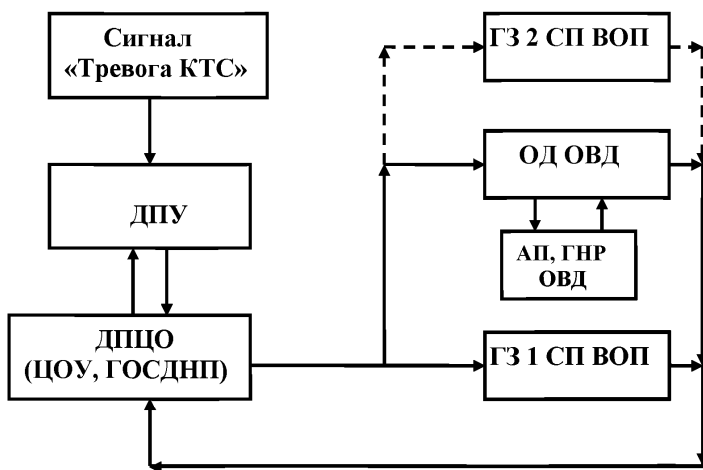 Сигнал
«Тревога КТС»
ДПУ
ДПЦО
(ЦОУ, ГОСДНП)
ГЗ 2 СП ВОП
ОД ОВД
АП, ГНР
ОВД
ГЗ 1 СП ВОП